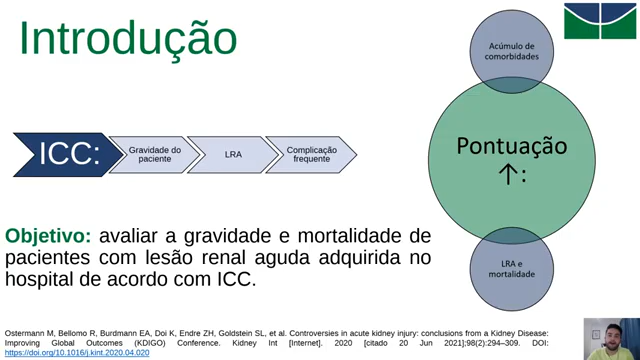 Introdução
ICC:
Gravidade do
paciente
LRA
Complicação
frequente
Acúmulo de
comorbidades
Pontuação
↑:
LRA e
mortalidade
Objetivo: avaliar a gravidade e mortalidade de
pacientes com lesão renal aguda adquirida no
hospital de acordo com ICC.
Ostermann M, Bellomo R, Burdmann EA, Doi K, Endre ZH, Goldstein SL, et al. Controversies in acute kidney injury: conclusions from a Kidney Disease:
Improving Global Outcomes (KDIGO) Conference. Kidney Int [Internet]. 2020 [citado 20 Jun 2021];98(2):294–309. DOI:
https://doi.org/10.1016/j.kint.2020.04.020